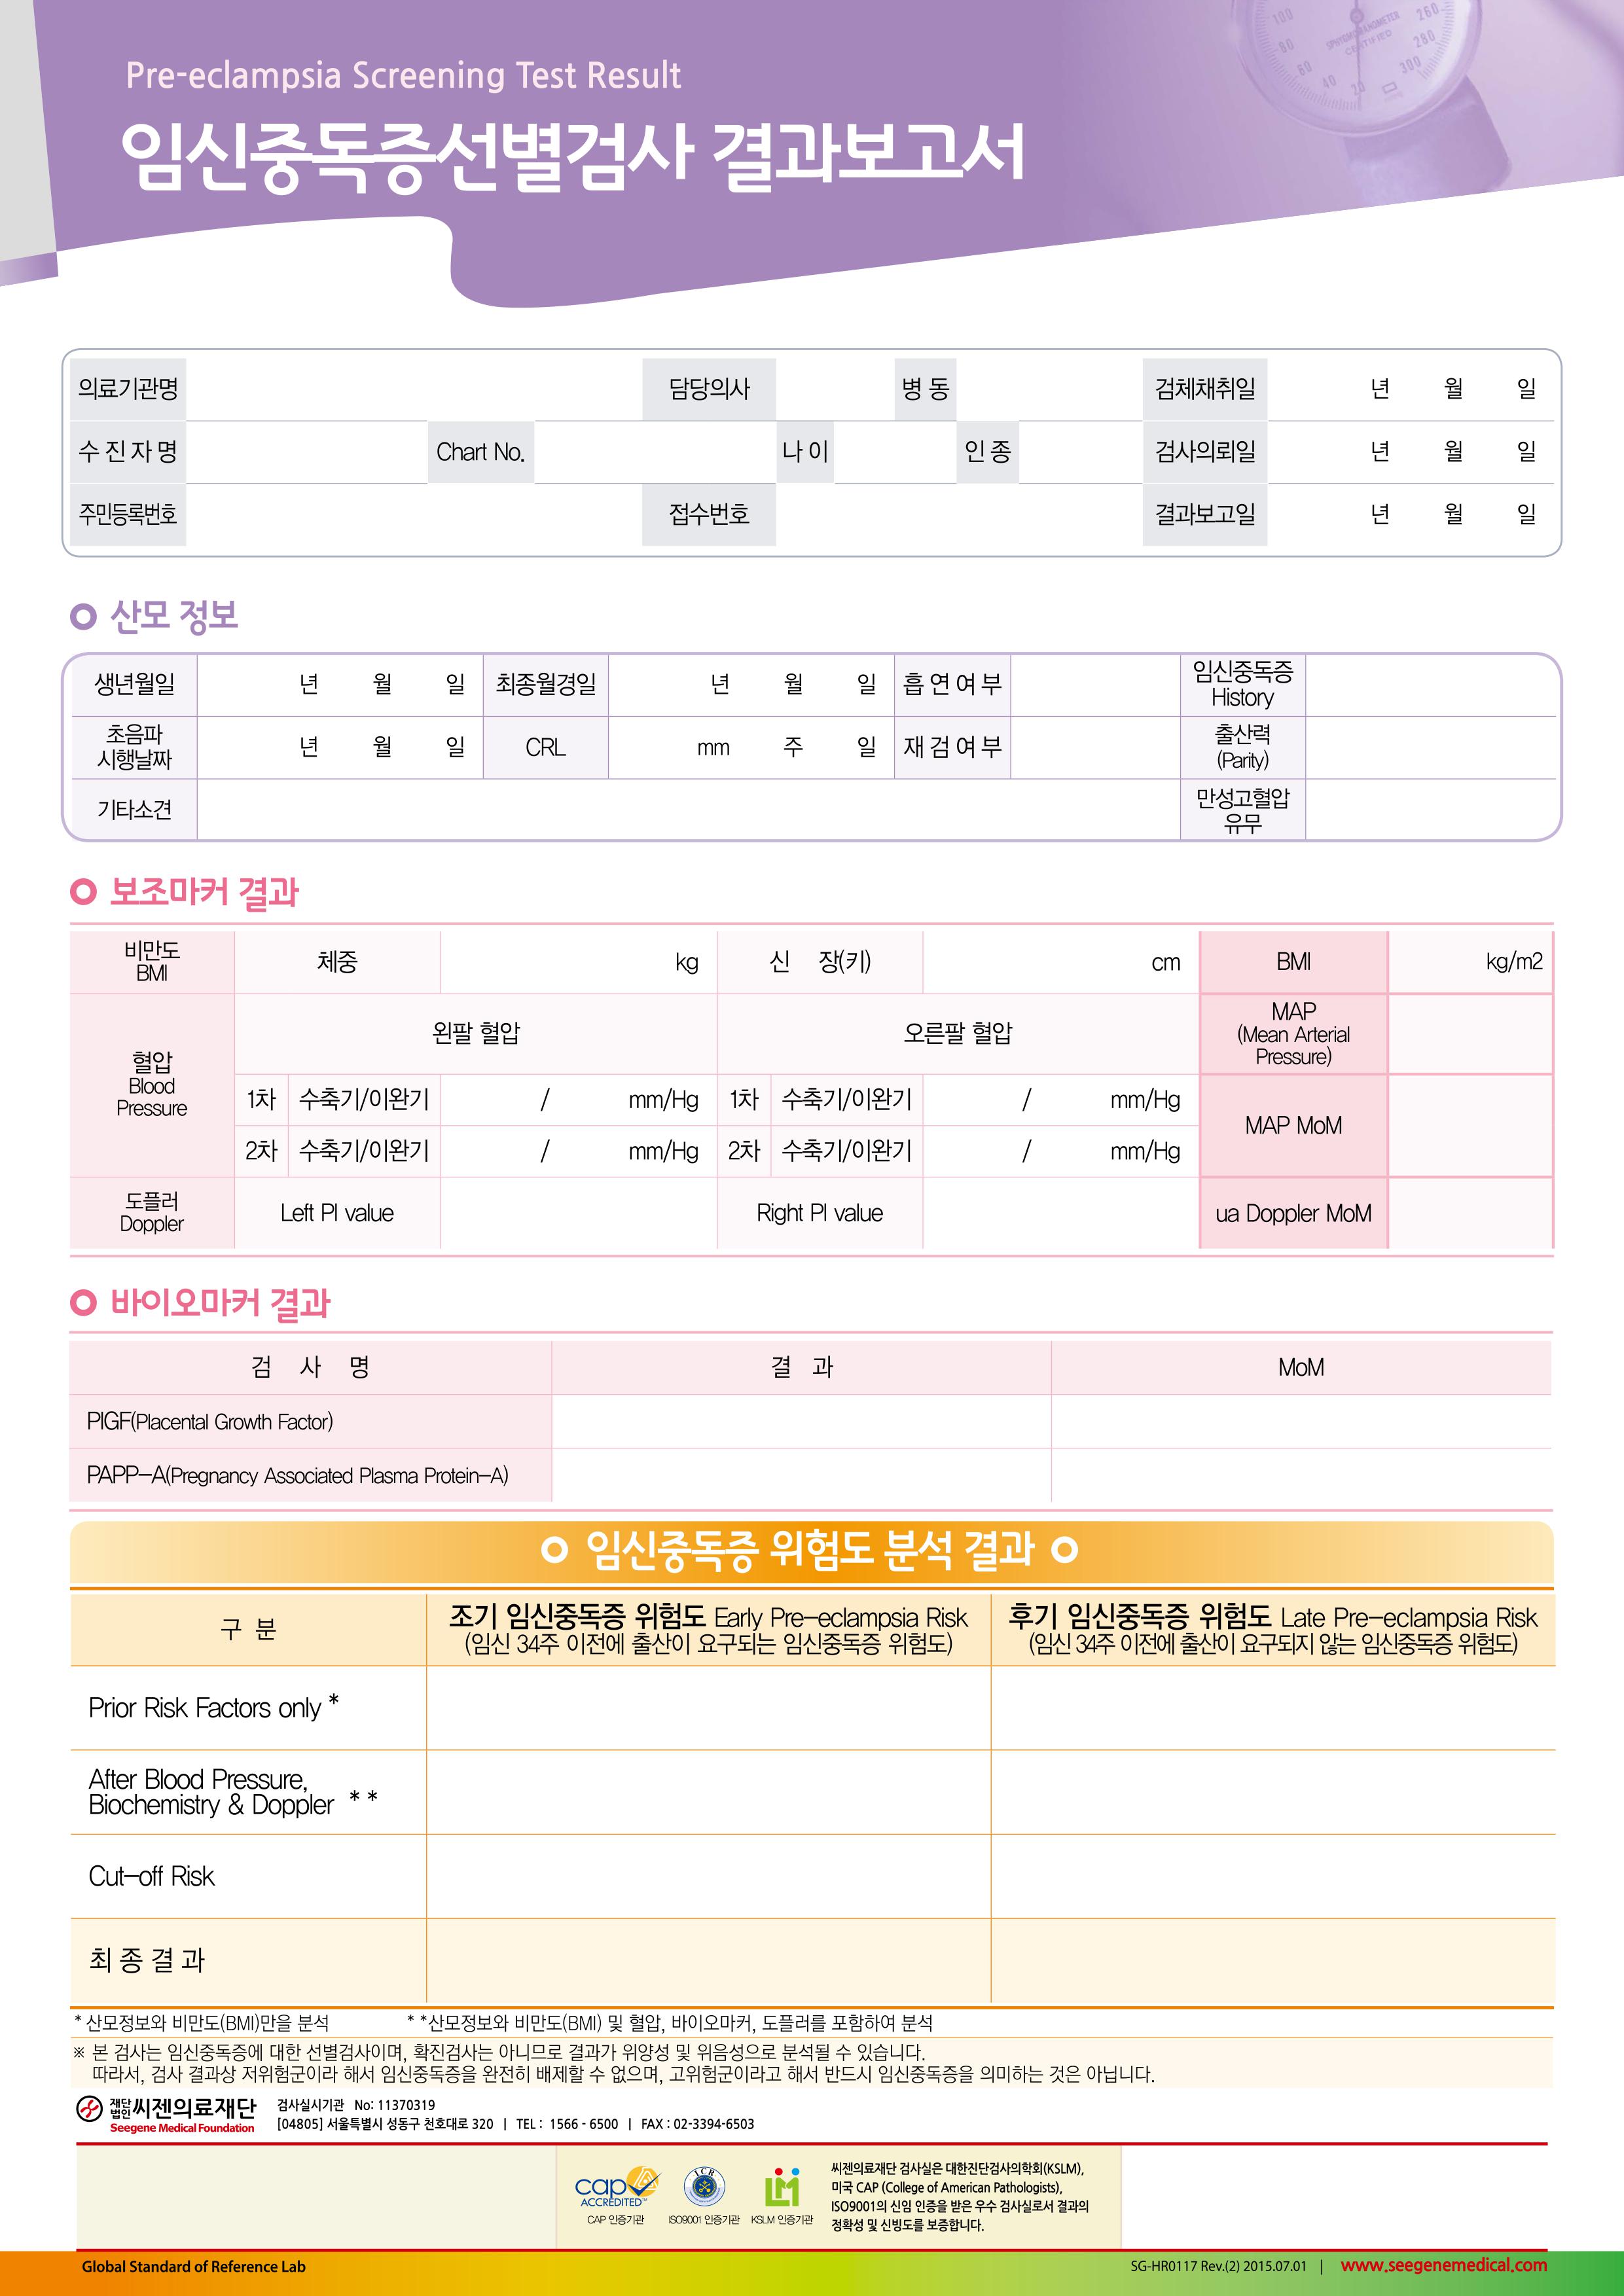 Pre-eclampsia Screening Test Result
임신중독증선별검사 결과보고서
100 80 60 40 20 SPHYGMOMANOMETER CERTIFIED 260 280 300
의료기관명 담당의사 병 동 검체채취일 년 월 일
수 진 자 명 Chart No. 나 이 인 종 검사의뢰일 년 월 일
주민등록번호 접수번호 결과보고일 년 월 일
산모 정보
생년월일 년 월 일 최종월경일 년 월 일 흡 연 여 부 임신중독증
History
초음파
시행날짜 년 월 일 CRL mm 주 일 재 검 여 부 출산력
(Parity)
기타소견 만성고혈압
유무
보조마커 결과
비만도
BMI 체중 kg 신 장(키) cm BMI kg/m2
혈압
Blood
Pressure 왼팔 혈압 오른팔 혈압 MAP
(Mean Arterial
Pressure)
1차 수축기/이완기 / mm/Hg 1차 수축기/이완기 / mm/Hg
MAP MoM
2차 수축기/이완기 / mm/Hg 2차 수축기/이완기 / mm/Hg
도플러
Doppler Left PI value Right PI value ua Doppler MoM
바이오마커 결과
검 사 명 결 과 MoM
PlGF(Placental Growth Factor)
PAPP-A(Pregnancy Associated Plasma Protein-A)
임신중독증 위험도 분석 결과
구 분 조기 임신중독증 위험도 Early Pre-eclampsia Risk
(임신 34주 이전에 출산이 요구되는 임신중독증 위험도)
후기 임신중독증 위험도 Late Pre-eclampsia Risk
(임신 34주 이전에 출산이 요구되지 않는 임신중독증 위험도)
Prior Risk Factors only *
After Blood Pressure,
Biochemistry & Doppler * *
Cut-off Risk
최 종 결 과
* 산모정보와 비만도(BMI)만을 분석 * *산모정보와 비만도(BMI) 및 혈압, 바이오마커, 도플러를 포함하여 분석
※ 본 검사는 임신중독증에 대한 선별검사이며, 확진검사는 아니므로 결과가 위양성 및 위음성으로 분석될 수 있습니다.
따라서, 검사 결과상 저위험군이라 해서 임신중독증을 완전히 배제할 수 없으며, 고위험군이라고 해서 반드시 임신중독증을 의미하는 것은 아닙니다.
재단법인 씨젠의료재단
Seegene Medical Foundation
검사실시기관 No: 11370319
[04805] 서울특별시 성동구 천호대로 320 | TEL : 1566 - 6500 | FAX : 02-3394-6503
cap
ACCREDITED™
CAP 인증기관
ICR
ISO9001 인증기관
LM
KSLM 인증기관
씨젠의료재단 검사실은 대한진단검사의학회(KSLM),
미국 CAP (College of American Pathologists),
ISO9001의 신임 인증을 받은 우수 검사실로서 결과의
정확성 및 신빙도를 보증합니다.
Global Standard of Reference Lab
SG-HR0117 Rev.(2) 2015.07.01 | www.seegenemedical.com